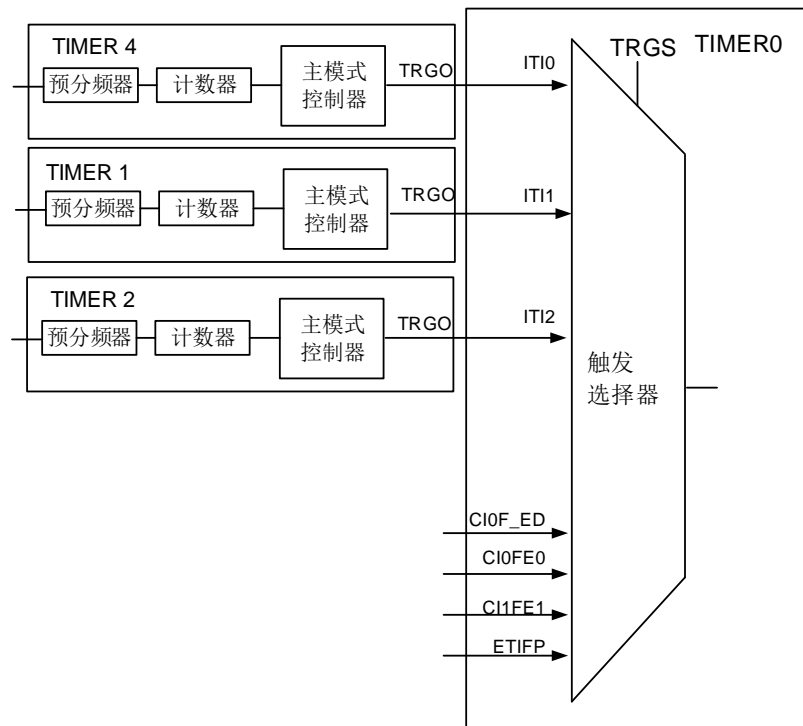 TIMER 4
预分频器
计数器
主模式
控制器
TRGO
ITI0
TRGS
TIMER0
TIMER 1
预分频器
计数器
主模式
控制器
TRGO
ITI1
TIMER 2
预分频器
计数器
主模式
控制器
TRGO
ITI2
触发
选择器
CI0F_ED
CI0FE0
CI1FE1
ETIFP